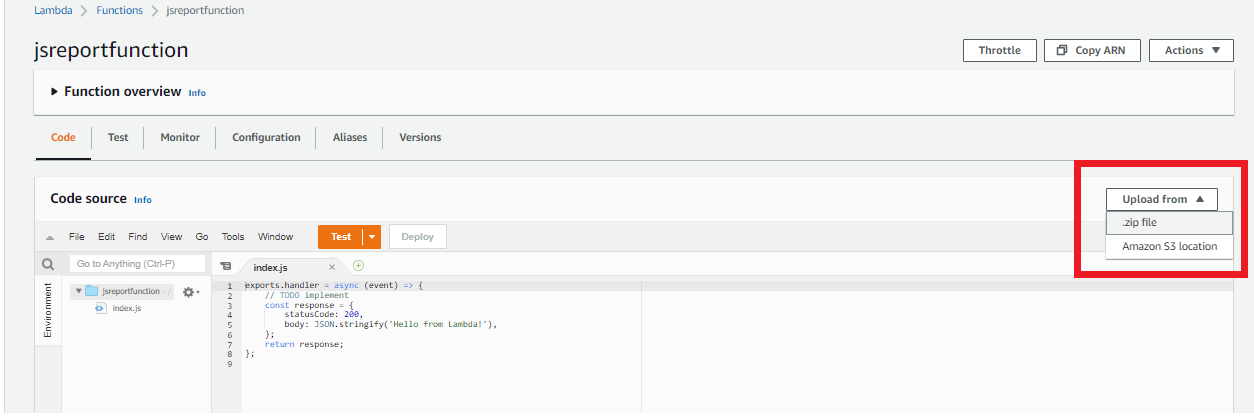 Lambda > Functions > jsreportfunction
jsreportfunction
Throttle Copy ARN Actions
Function overview Info
Code Test Monitor Configuration Aliases Versions
Code source Info
Upload from
.zip file
Amazon S3 location
File Edit Find View Go Tools Window Test Deploy
Go to Anything (Ctrl-P)
index.js
Environment
jsreportfunction - /
index.js
1 exports.handler = async (event) => {
2 // TODO implement
3 const response = {
4 statusCode: 200,
5 body: JSON.stringify('Hello from Lambda!'),
6 };
7 return response;
8 };
9